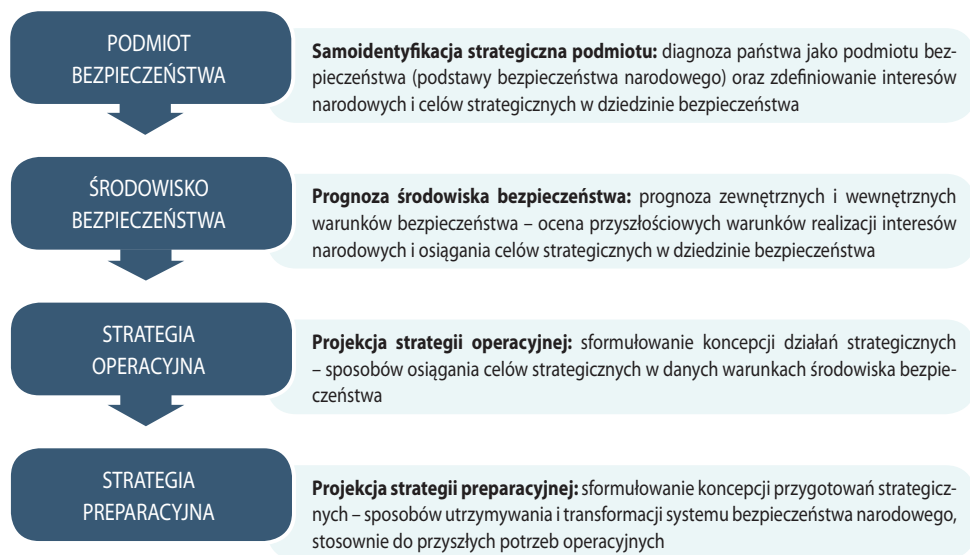 PODMIOT
BEZPIECZEŃSTWA
Samoidentyfikacja strategiczna podmiotu: diagnoza państwa jako podmiotu bez-
pieczeństwa (podstawy bezpieczeństwa narodowego) oraz zdefiniowanie interesów
narodowych i celów strategicznych w dziedzinie bezpieczeństwa
ŚRODOWISKO
BEZPIECZEŃSTWA
Prognoza środowiska bezpieczeństwa: prognoza zewnętrznych i wewnętrznych
warunków bezpieczeństwa – ocena przyszłościowych warunków realizacji interesów
narodowych i osiągania celów strategicznych w dziedzinie bezpieczeństwa
STRATEGIA
OPERACYJNA
Projekcja strategii operacyjnej: sformułowanie koncepcji działań strategicznych
– sposobów osiągania celów strategicznych w danych warunkach środowiska bezpie-
czeństwa
STRATEGIA
PREPARACYJNA
Projekcja strategii preparacyjnej: sformułowanie koncepcji przygotowań strategicz-
nych – sposobów utrzymywania i transformacji systemu bezpieczeństwa narodowego,
stosownie do przyszłych potrzeb operacyjnych